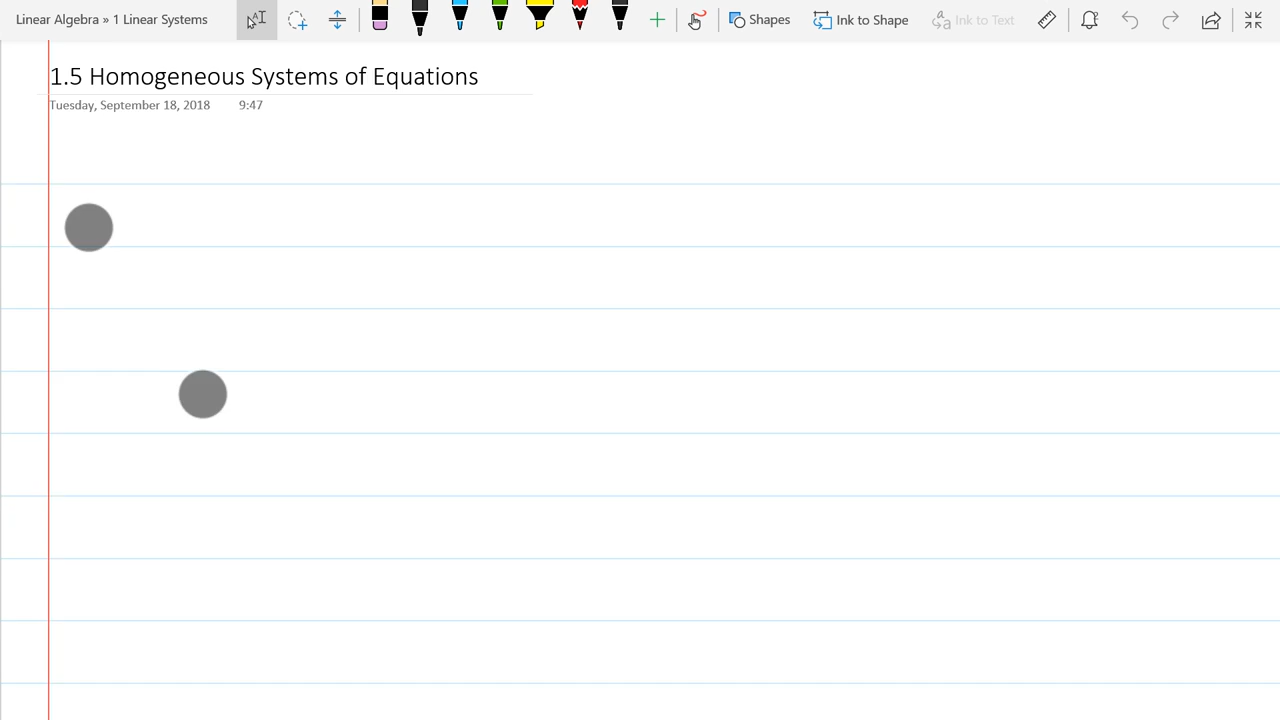 Linear Algebra » 1 Linear Systems Shapes Ink to Shape Ink to Text
1.5 Homogeneous Systems of Equations
Tuesday, September 18, 2018 9:47